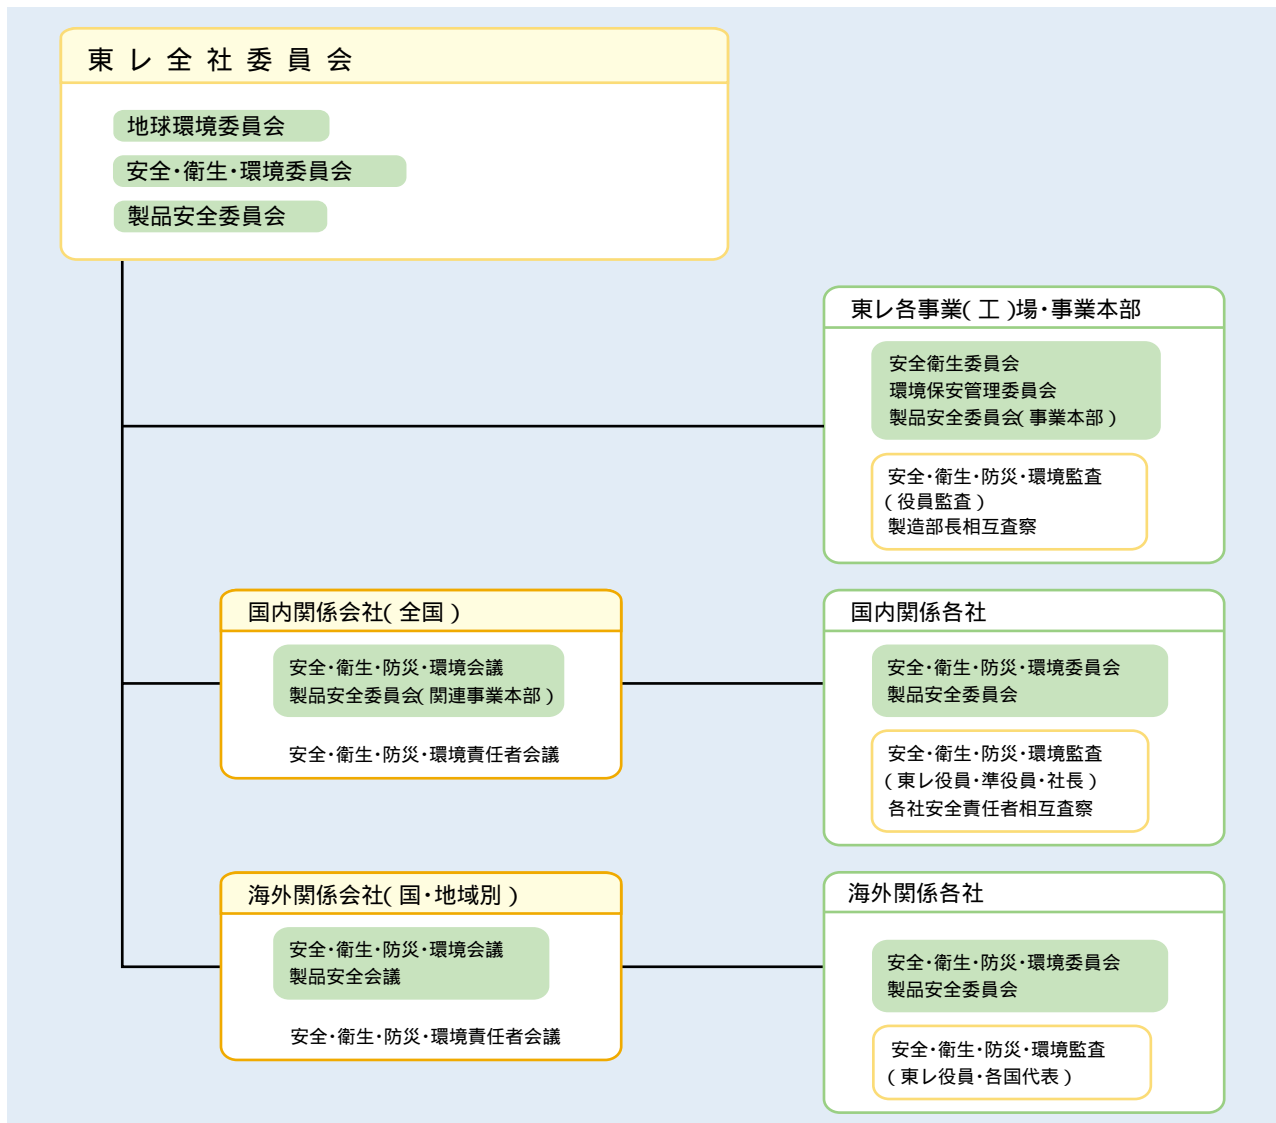 東レ全社委員会
地球環境委員会
安全・衛生・環境委員会
製品安全委員会
東レ各事業(工)場・事業本部
安全衛生委員会
環境保安管理委員会
製品安全委員会(事業本部)
安全・衛生・防災・環境監査
(役員監査)
製造部長相互査察
国内関係会社(全国)
安全・衛生・防災・環境会議
製品安全委員会(関連事業本部)
安全・衛生・防災・環境責任者会議
国内関係各社
安全・衛生・防災・環境委員会
製品安全委員会
安全・衛生・防災・環境監査
(東レ役員・準役員・社長)
各社安全責任者相互査察
海外関係会社(国・地域別)
安全・衛生・防災・環境会議
製品安全会議
安全・衛生・防災・環境責任者会議
海外関係各社
安全・衛生・防災・環境委員会
製品安全委員会
安全・衛生・防災・環境監査
(東レ役員・各国代表)